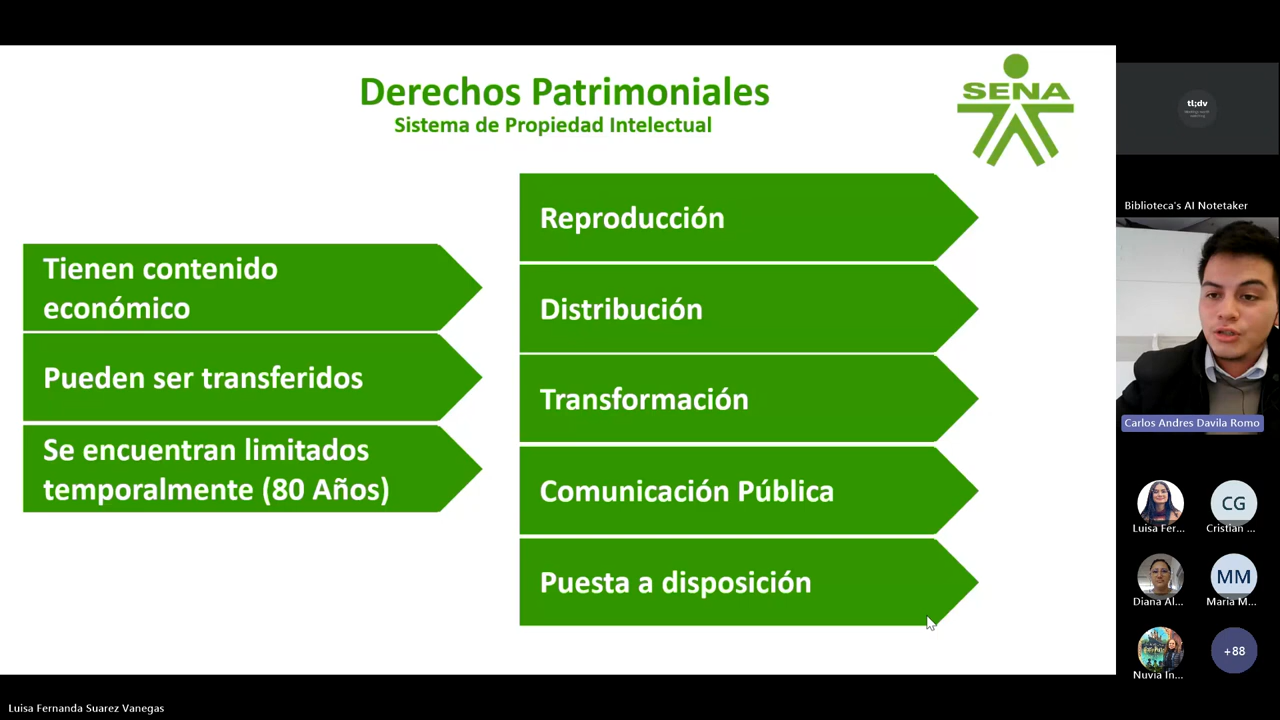 Derechos Patrimoniales
Sistema de Propiedad Intelectual
SENA
Tienen contenido
económico
Pueden ser transferidos
Se encuentran limitados
temporalmente (80 Años)
Reproducción
Distribución
Transformación
Comunicación Pública
Puesta a disposición
tl;dv
Biblioteca's AI Notetaker
Carlos Andres Davila Romo
CG
Luisa Fer...
Cristian ...
MM
Diana Al...
Maria M...
+88
Nuvia In...
Luisa Fernanda Suarez Vanegas